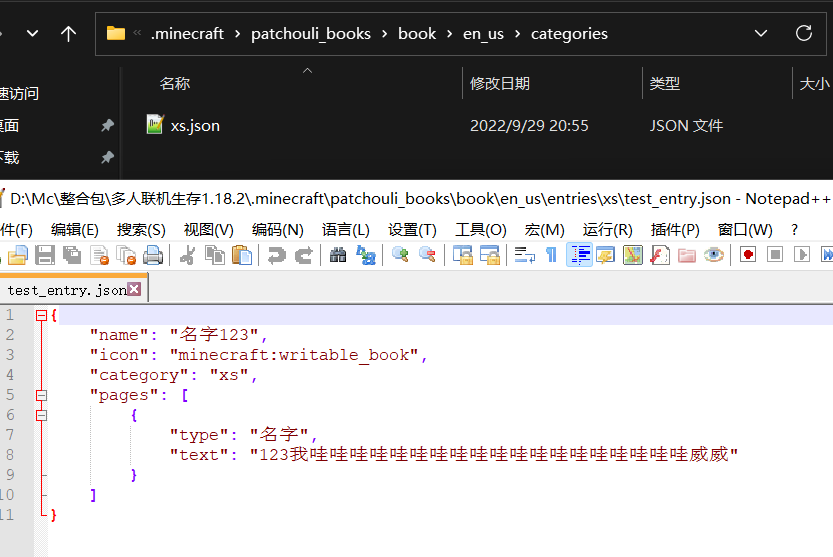 .minecraft › patchouli_books › book › en_us › categories
速访问
名称 修改日期 类型 大小
面
xs.json 2022/9/29 20:55 JSON 文件
下载
D:\Mc\整合包\多人联机生存1.18.2\.minecraft\patchouli_books\book\en_us\entries\xs\test_entry.json - Notepad++
件(F) 编辑(E) 搜索(S) 视图(V) 编码(N) 语言(L) 设置(T) 工具(O) 宏(M) 运行(R) 插件(P) 窗口(W) ?
test_entry.json
1 {
2 "name": "名字123",
3 "icon": "minecraft:writable_book",
4 "category": "xs",
5 "pages": [
6 {
7 "type": "名字",
8 "text": "123我哇哇哇哇哇哇哇哇哇哇哇哇哇哇哇哇哇哇哇威威"
9 }
10 ]
11 }